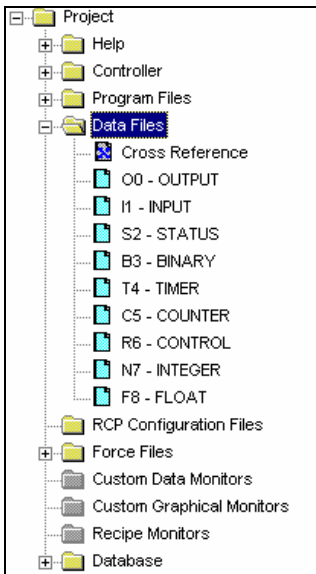 Project
Help
Controller
Program Files
Data Files
Cross Reference
O0 - OUTPUT
I1 - INPUT
S2 - STATUS
B3 - BINARY
T4 - TIMER
C5 - COUNTER
R6 - CONTROL
N7 - INTEGER
F8 - FLOAT
RCP Configuration Files
Force Files
Custom Data Monitors
Custom Graphical Monitors
Recipe Monitors
Database